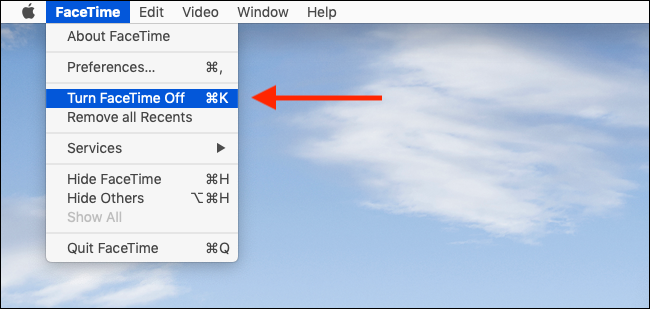 FaceTime Edit Video Window Help
About FaceTime
Preferences... ⌘,
Turn FaceTime Off ⌘K
Remove all Recents
Services ▶
Hide FaceTime ⌘H
Hide Others ⌥⌘H
Show All
Quit FaceTime ⌘Q